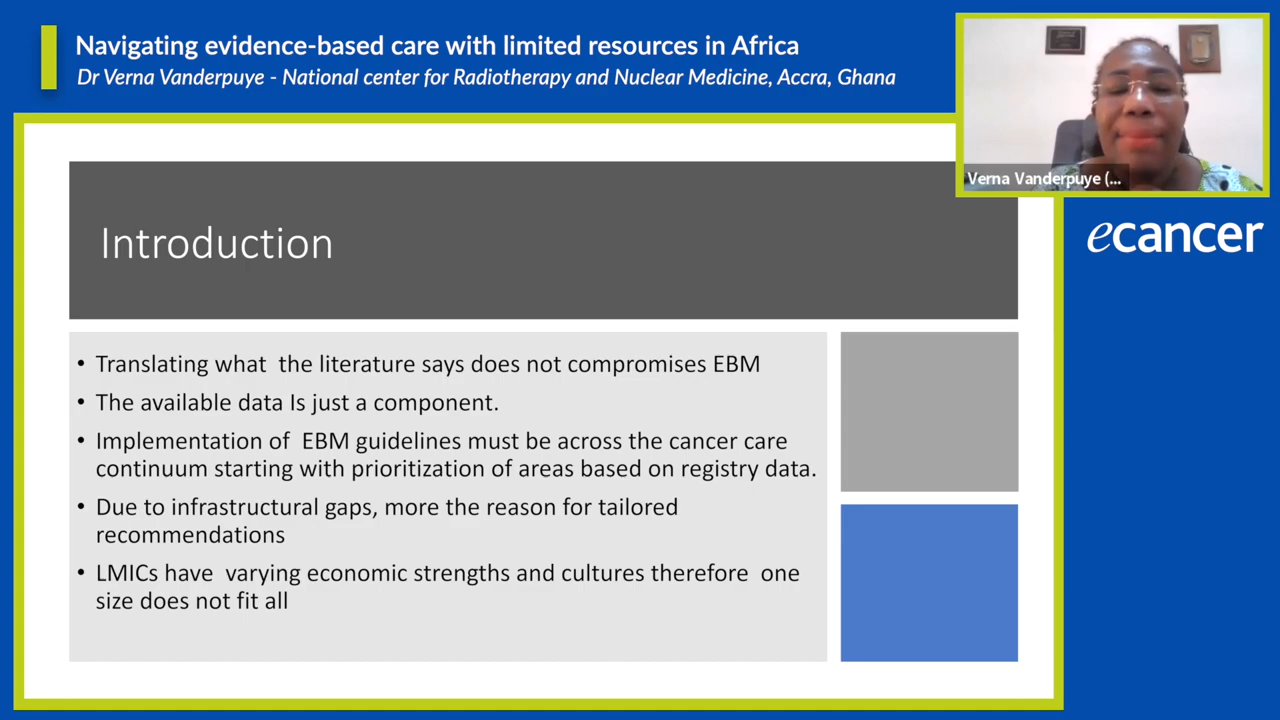 Navigating evidence-based care with limited resources in Africa
Dr Verna Vanderpuye - National center for Radiotherapy and Nuclear Medicine, Accra, Ghana
Verna Vanderpuye (...
ecancer
Introduction
• Translating what the literature says does not compromises EBM
• The available data Is just a component.
• Implementation of EBM guidelines must be across the cancer care
continuum starting with prioritization of areas based on registry data.
• Due to infrastructural gaps, more the reason for tailored
recommendations
• LMICs have varying economic strengths and cultures therefore one
size does not fit all